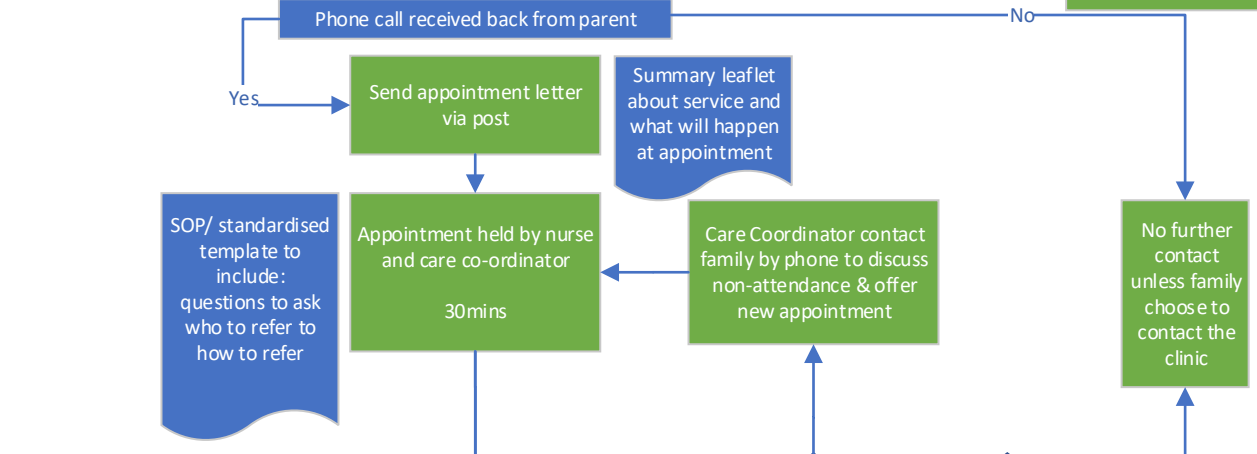 Phone call received back from parent
No
Yes
Send appointment letter
via post
Summary leaflet
about service and
what will happen
at appointment
SOP/ standardised
template to
include:
questions to ask
who to refer to
how to refer
Appointment held by nurse
and care co-ordinator
30mins
Care Coordinator contact
family by phone to discuss
non-attendance & offer
new appointment
No further
contact
unless family
choose to
contact the
clinic